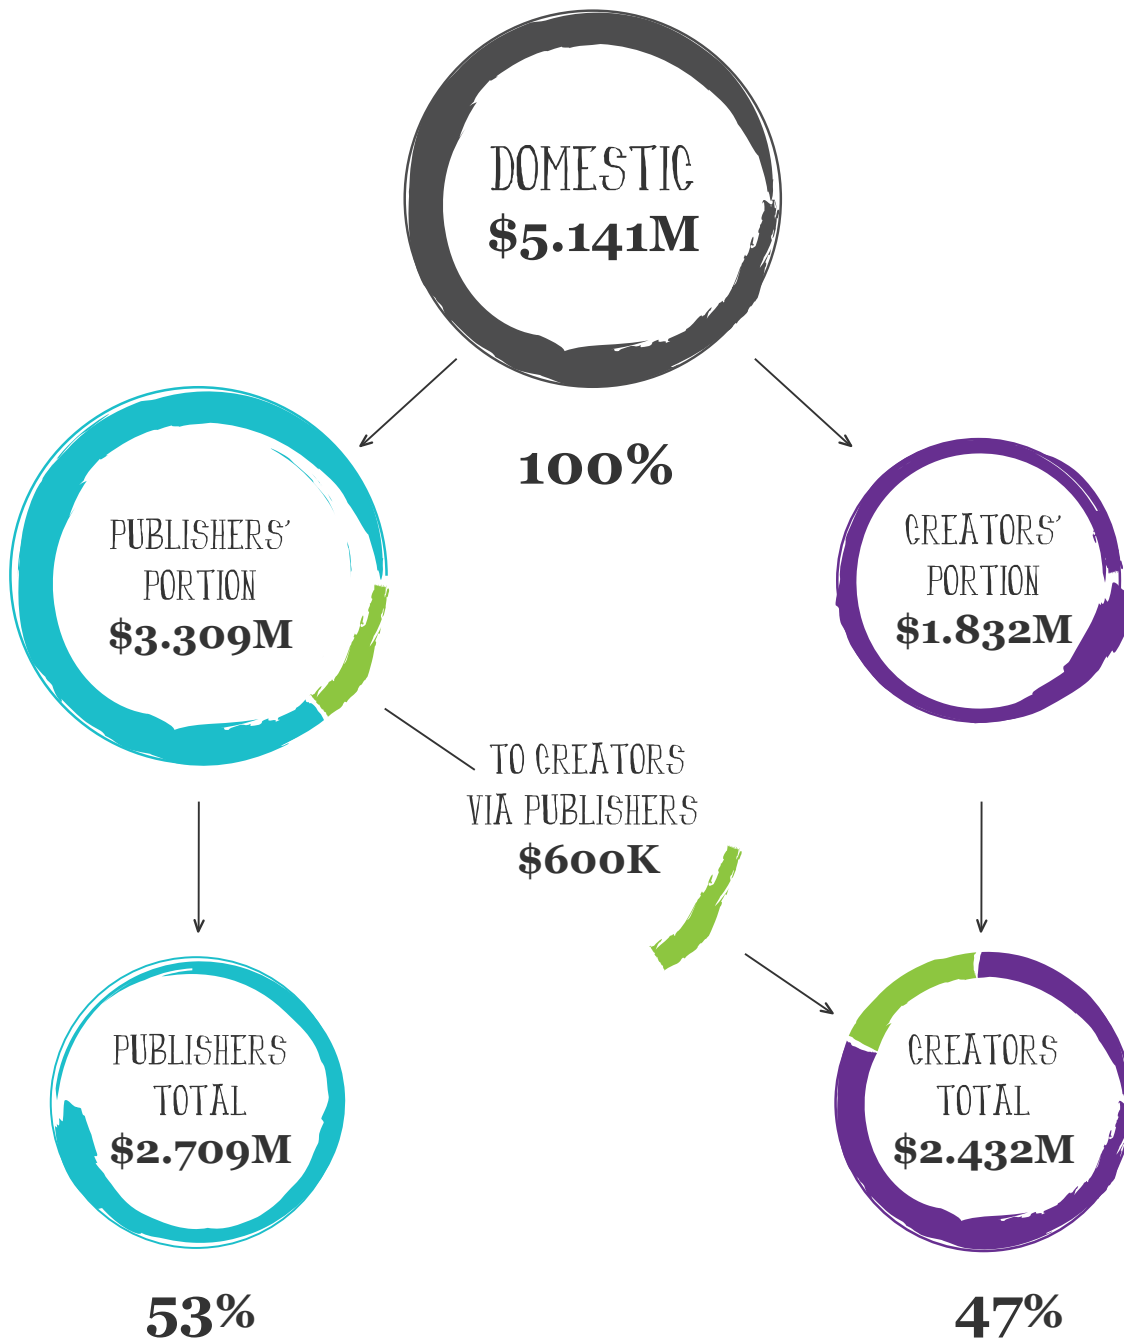 DOMESTIC
$5.141M
100%
PUBLISHERS’
PORTION
$3.309M
CREATORS’
PORTION
$1.832M
TO CREATORS
VIA PUBLISHERS
$600K
PUBLISHERS
TOTAL
$2.709M
53%
CREATORS
TOTAL
$2.432M
47%